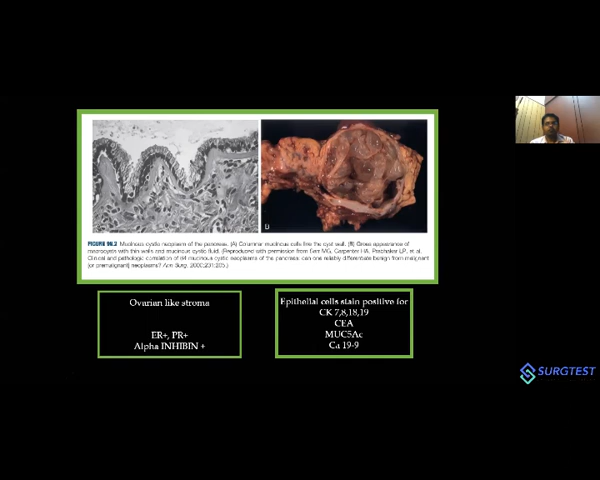 B
FIGURE 96.2 Mucinous cystic neoplasm of the pancreas. (A) Columnar mucinous cells line the cyst wall. (B) Gross appearance of
macrocysts with thin walls and mucinous cystic fluid. (Reproduced with permission from Sarr MG, Carpenter HA, Prabhakar LP, et al.
Clinical and pathologic correlation of 84 mucinous cystic neoplasms of the pancreas: can one reliably differentiate benign from malignant
[or premalignant] neoplasms? Ann Surg. 2000;231:205.)
Ovarian like stroma
ER+, PR+
Alpha INHIBIN +
Epithelial cells stain positive for
CK 7,8,18,19
CEA
MUC5Ac
Ca 19-9
SURGTEST